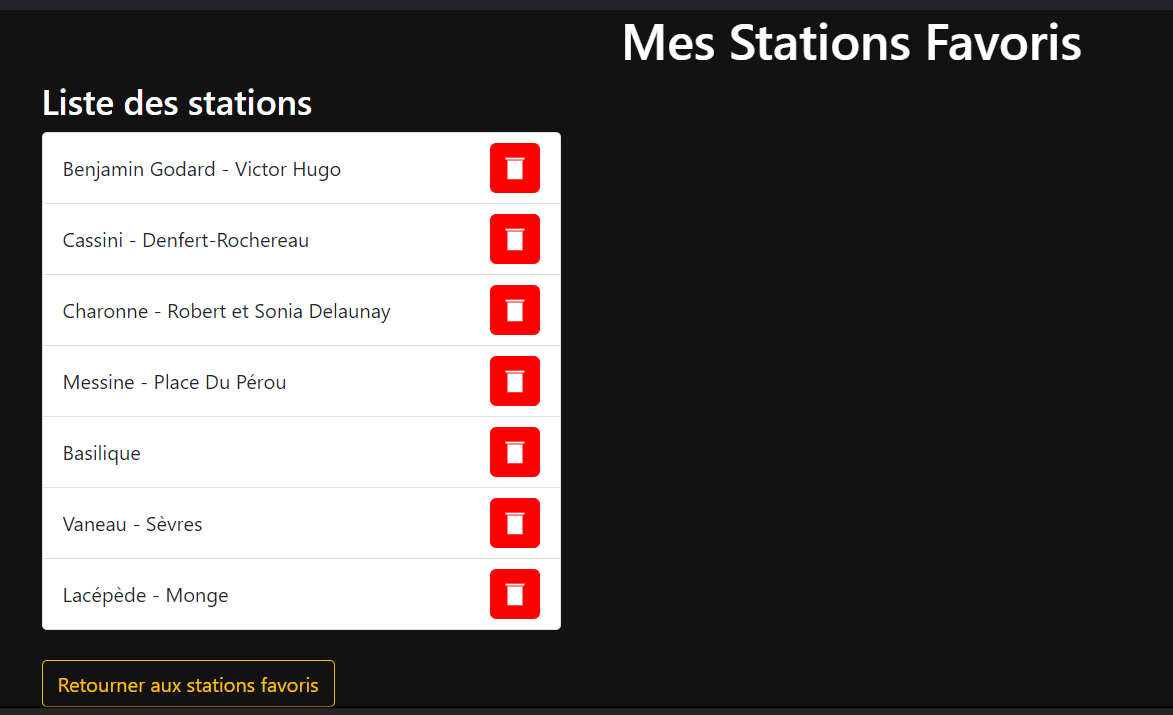 Mes Stations Favoris
Liste des stations
Benjamin Godard - Victor Hugo
Cassini - Denfert-Rochereau
Charonne - Robert et Sonia Delaunay
Messine - Place Du Pérou
Basilique
Vaneau - Sèvres
Lacépède - Monge
Retourner aux stations favoris